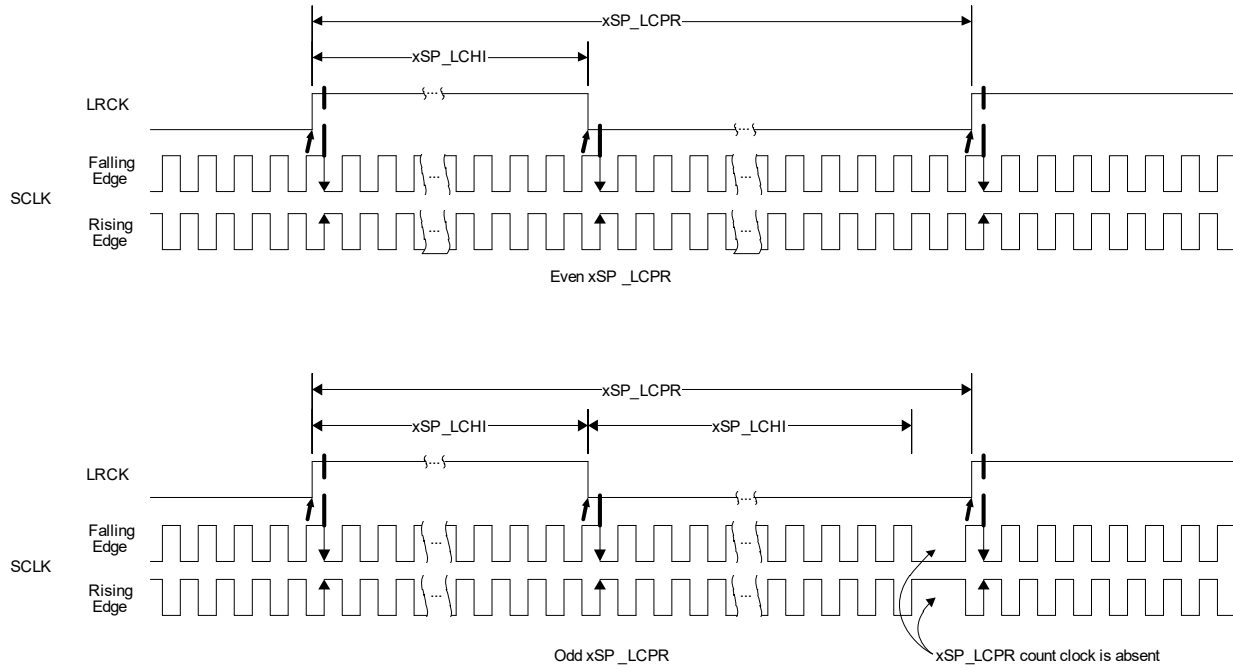 xSP_LCPR
xSP_LCHI
LRCK
...
...
Falling
Edge
...
...
SCLK
Rising
Edge
...
...
Even xSP _LCPR
xSP_LCPR
xSP_LCHI
xSP_LCHI
LRCK
...
...
Falling
Edge
...
...
SCLK
Rising
Edge
...
...
Odd xSP _LCPR
xSP_LCPR count clock is absent